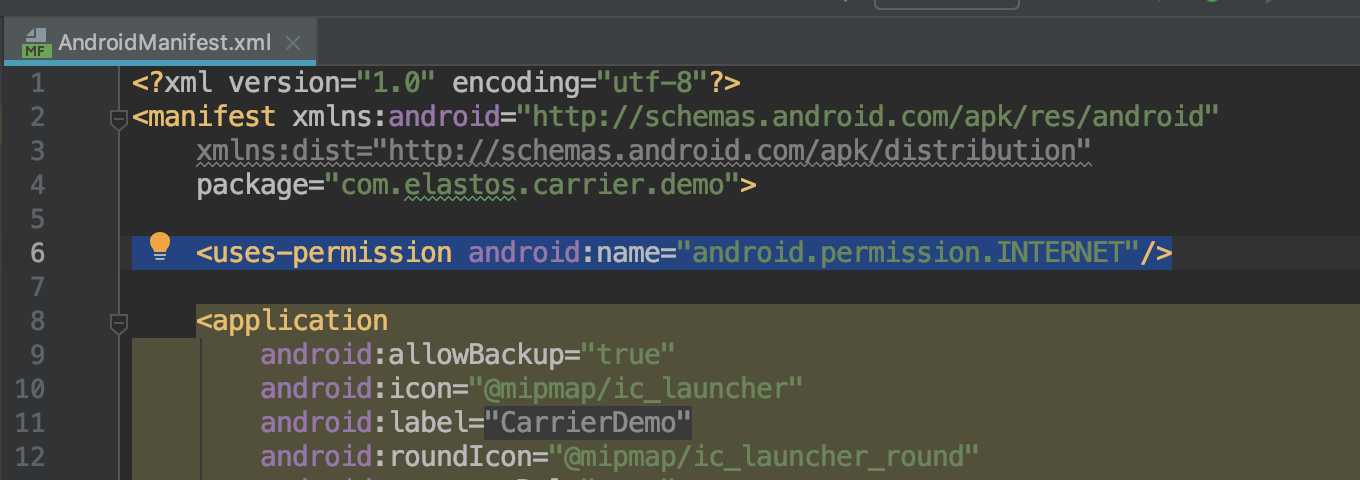 MF AndroidManifest.xml
1 <?xml version="1.0" encoding="utf-8"?>
2 <manifest xmlns:android="http://schemas.android.com/apk/res/android"
3 xmlns:dist="http://schemas.android.com/apk/distribution"
4 package="com.elastos.carrier.demo">
5
6 <uses-permission android:name="android.permission.INTERNET"/>
7
8 <application
9 android:allowBackup="true"
10 android:icon="@mipmap/ic_launcher"
11 android:label="CarrierDemo"
12 android:roundIcon="@mipmap/ic_launcher_round"